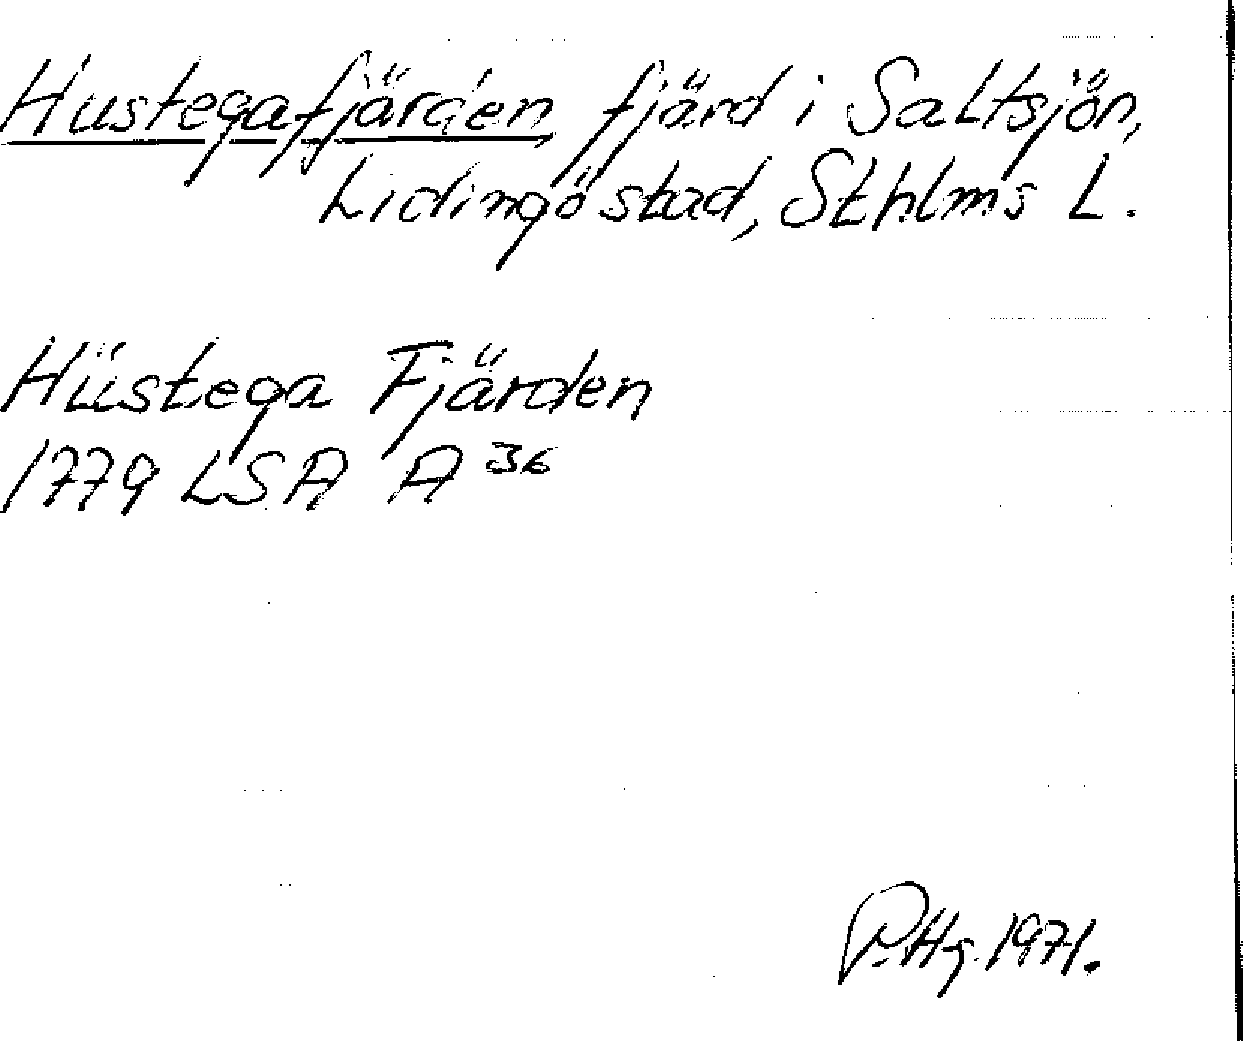 Hustegafjärden, fjärd i Saltsjön,
Lidingö stad, Sthlms L.
Hüstega Fjärden
1779 LSA A 36
P.Hg. 1971.